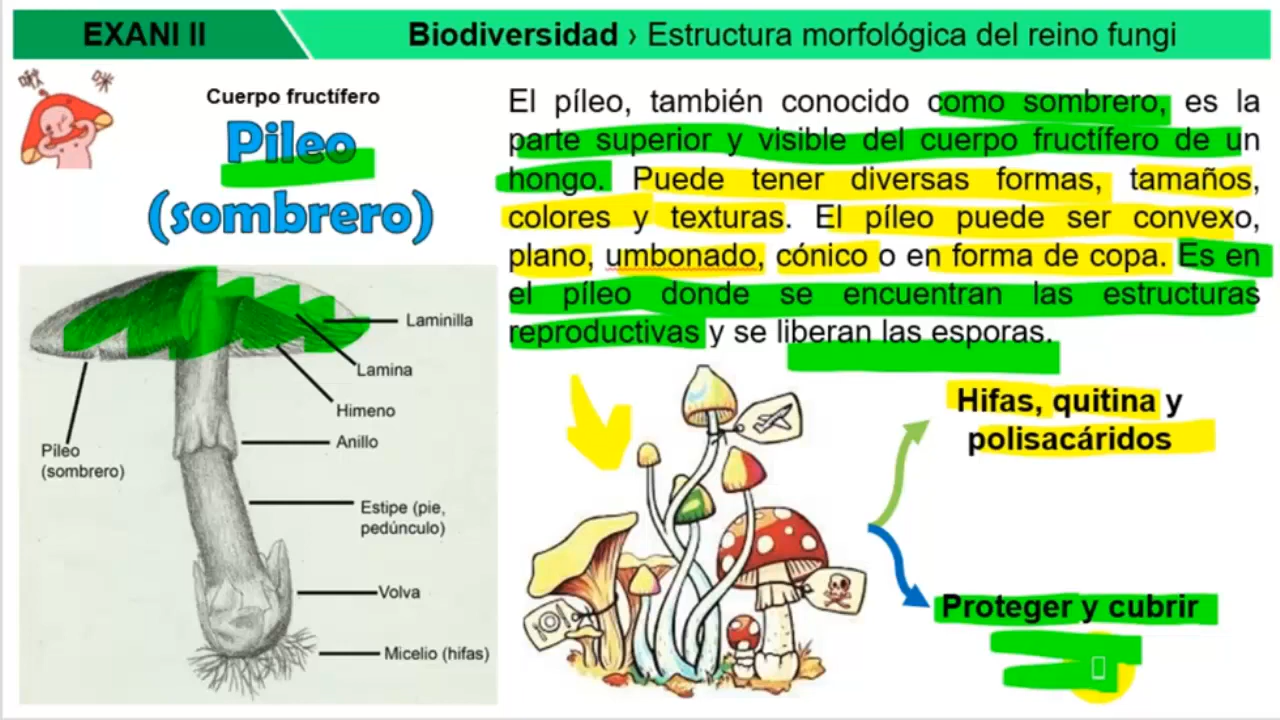 EXANI II
Biodiversidad › Estructura morfológica del reino fungi
Cuerpo fructífero
Pileo
(sombrero)
El píleo, también conocido como sombrero, es la
parte superior y visible del cuerpo fructífero de un
hongo. Puede tener diversas formas, tamaños,
colores y texturas. El píleo puede ser convexo,
plano, umbonado, cónico o en forma de copa. Es en
el píleo donde se encuentran las estructuras
reproductivas y se liberan las esporas.
Laminilla
Lamina
Himeno
Anillo
Píleo
(sombrero)
Estipe (pie,
pedúnculo)
Volva
Micelio (hifas)
Hifas, quitina y
polisacáridos
Proteger y cubrir